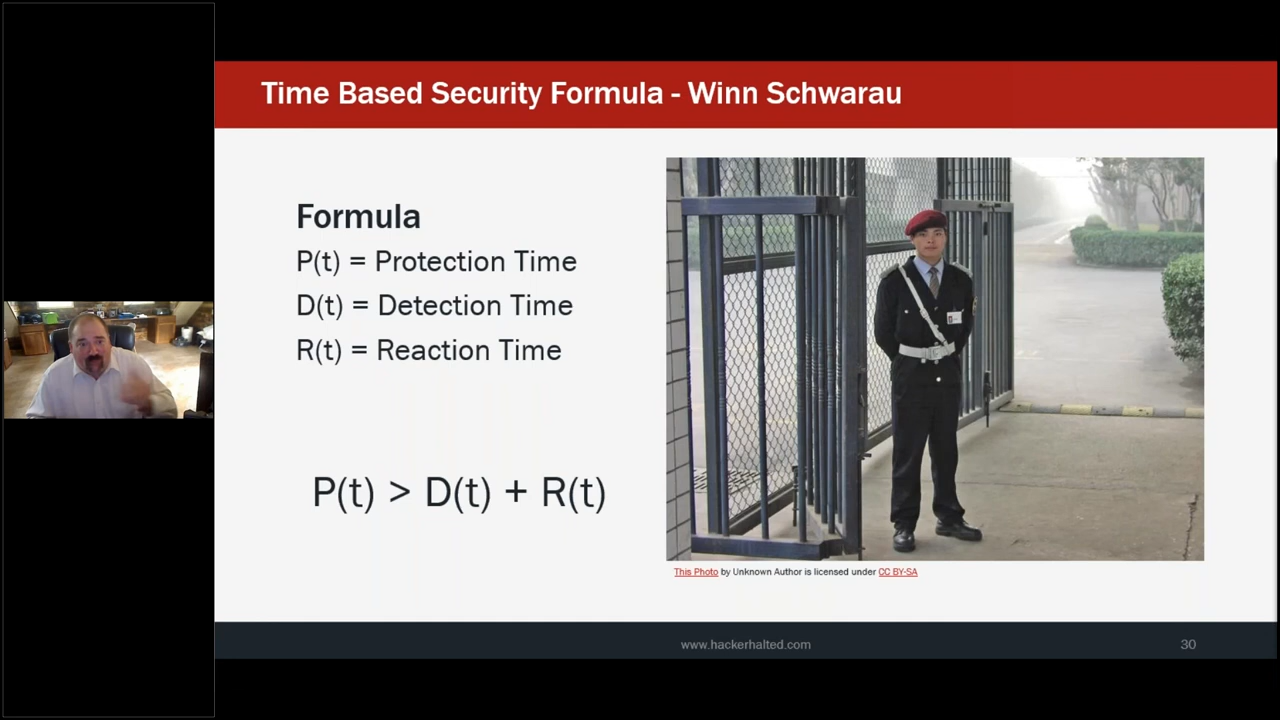 Time Based Security Formula - Winn Schwarau
Formula
P(t) = Protection Time
D(t) = Detection Time
R(t) = Reaction Time
P(t) > D(t) + R(t)
This Photo by Unknown Author is licensed under CC BY-SA
www.hackerhalted.com
30